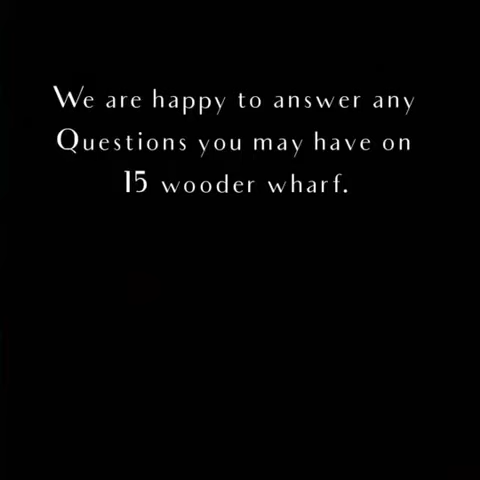 We are happy to answer any
Questions you may have on
15 wooder wharf.